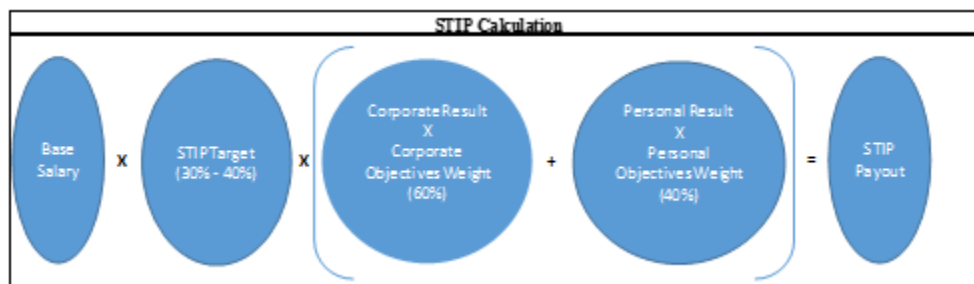 STIP Calculation
Base
Salary
X
STIP Target
(30% - 40%)
X
Corporate Result
X
Corporate
Objectives Weight
(60%)
+
Personal Result
X
Personal
Objectives Weight
(40%)
=
STIP
Payout